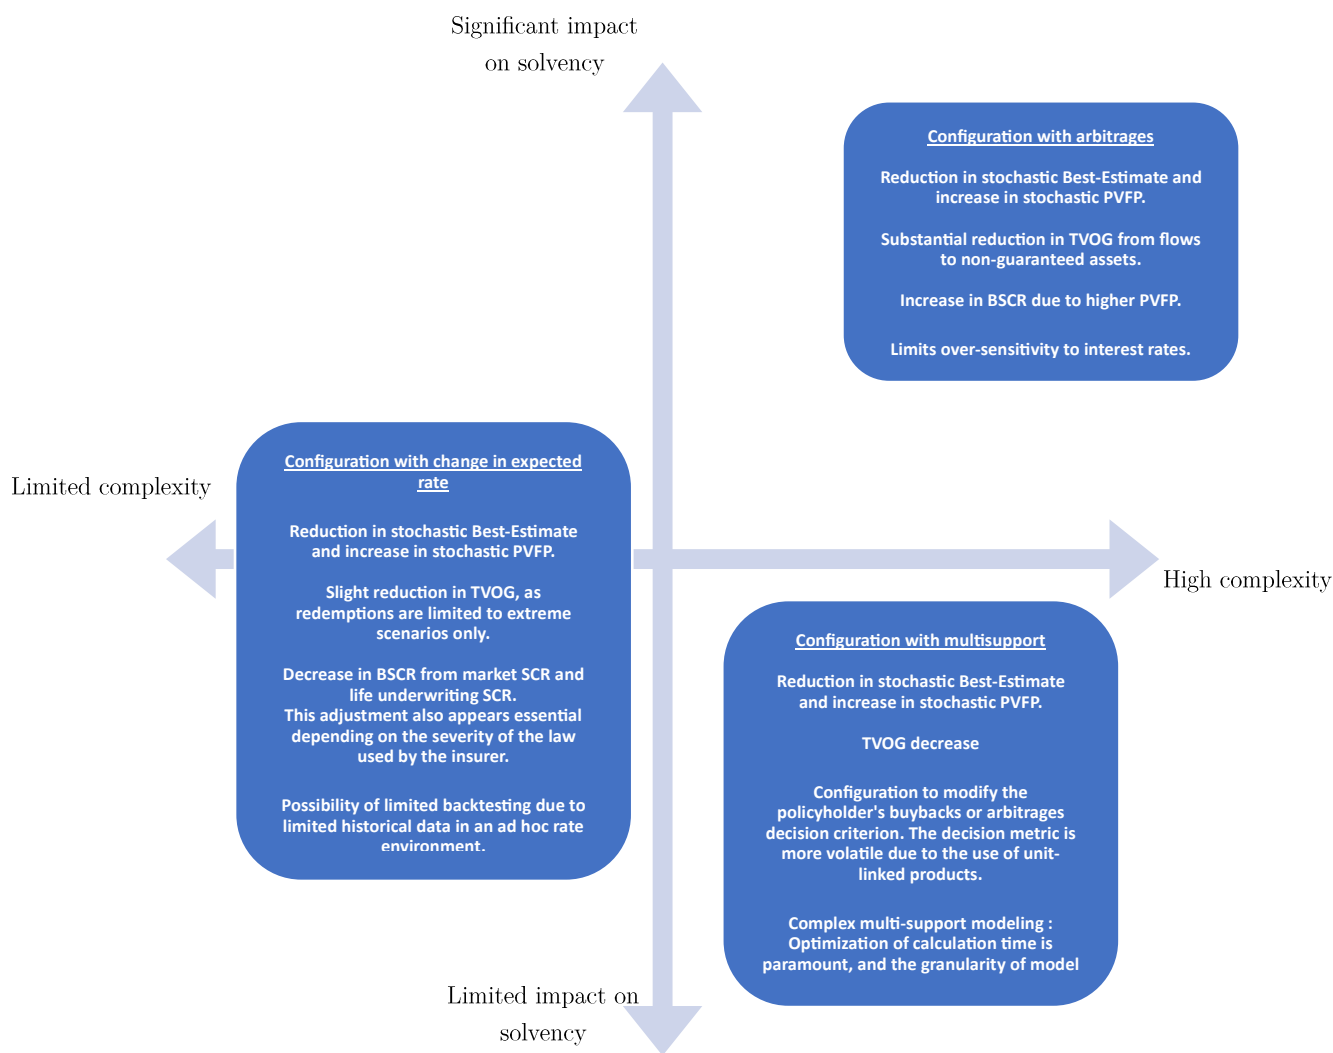 Significant impact
on solvency
Configuration with arbitrages
Reduction in stochastic Best-Estimate and
increase in stochastic PVFP.
Substantial reduction in TVOG from flows
to non-guaranteed assets.
Increase in BSCR due to higher PVFP.
Limits over-sensitivity to interest rates.
Limited complexity
Configuration with change in expected
rate
Reduction in stochastic Best-Estimate
and increase in stochastic PVFP.
Slight reduction in TVOG, as
redemptions are limited to extreme
scenarios only.
Decrease in BSCR from market SCR and
life underwriting SCR.
This adjustment also appears essential
depending on the severity of the law
used by the insurer.
Possibility of limited backtesting due to
limited historical data in an ad hoc rate
environment.
High complexity
Configuration with multisupport
Reduction in stochastic Best-Estimate
and increase in stochastic PVFP.
TVOG decrease
Configuration to modify the
policyholder's buybacks or arbitrages
decision criterion. The decision metric is
more volatile due to the use of unit-
linked products.
Complex multi-support modeling :
Optimization of calculation time is
paramount, and the granularity of model
Limited impact on
solvency